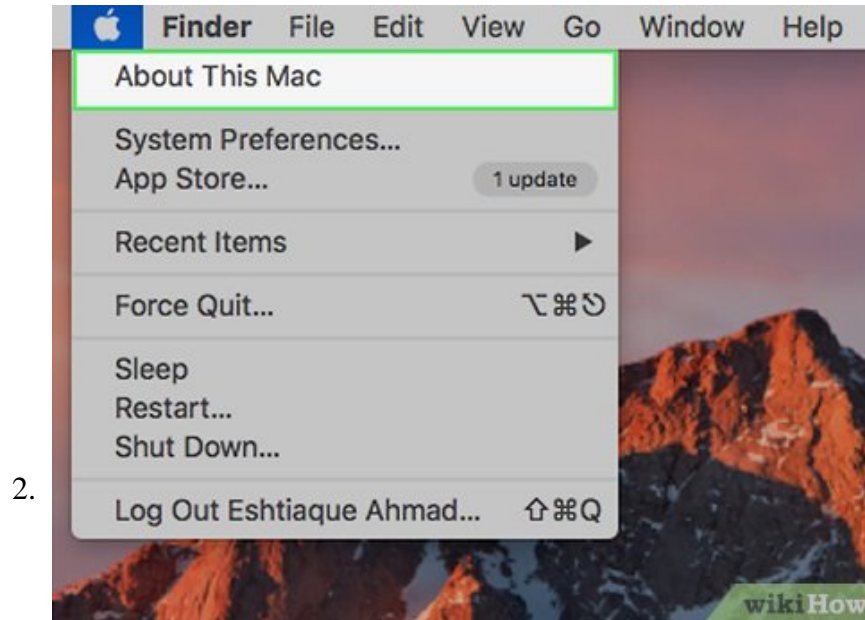 Finder File Edit View Go Window Help
About This Mac
System Preferences...
App Store... 1 update
Recent Items ▶
Force Quit... ⌥⌘⎋
Sleep
Restart...
Shut Down...
2.
Log Out Eshtiaque Ahmad... ⇧⌘Q
wikiHow